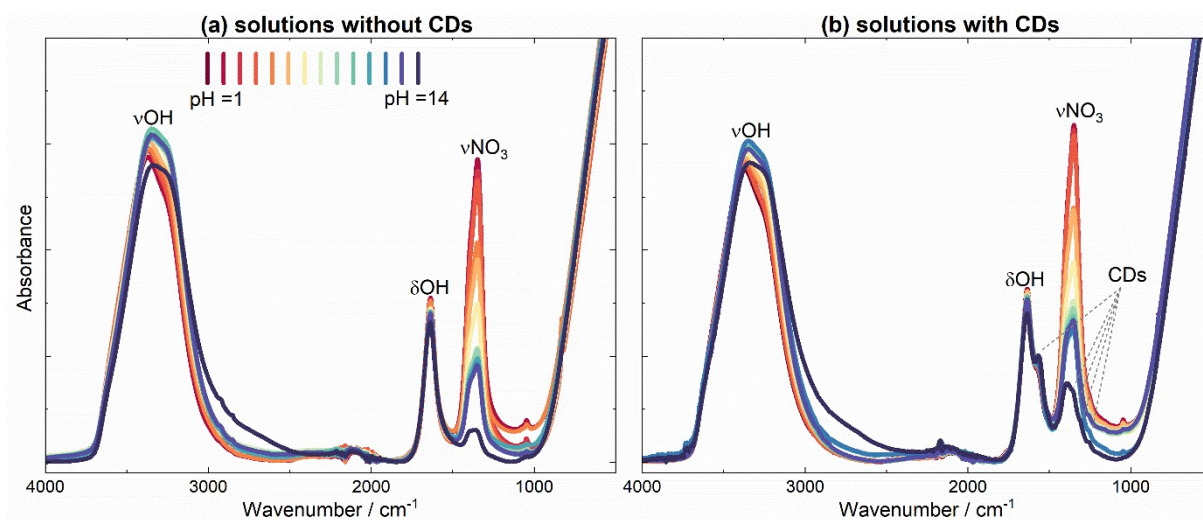 (a) solutions without CDs
pH =1 pH =14
νOH
νNO₃
δOH
Absorbance
4000 3000 2000 1000
Wavenumber / cm⁻¹
(b) solutions with CDs
νOH
νNO₃
δOH
CDs
4000 3000 2000 1000
Wavenumber / cm⁻¹